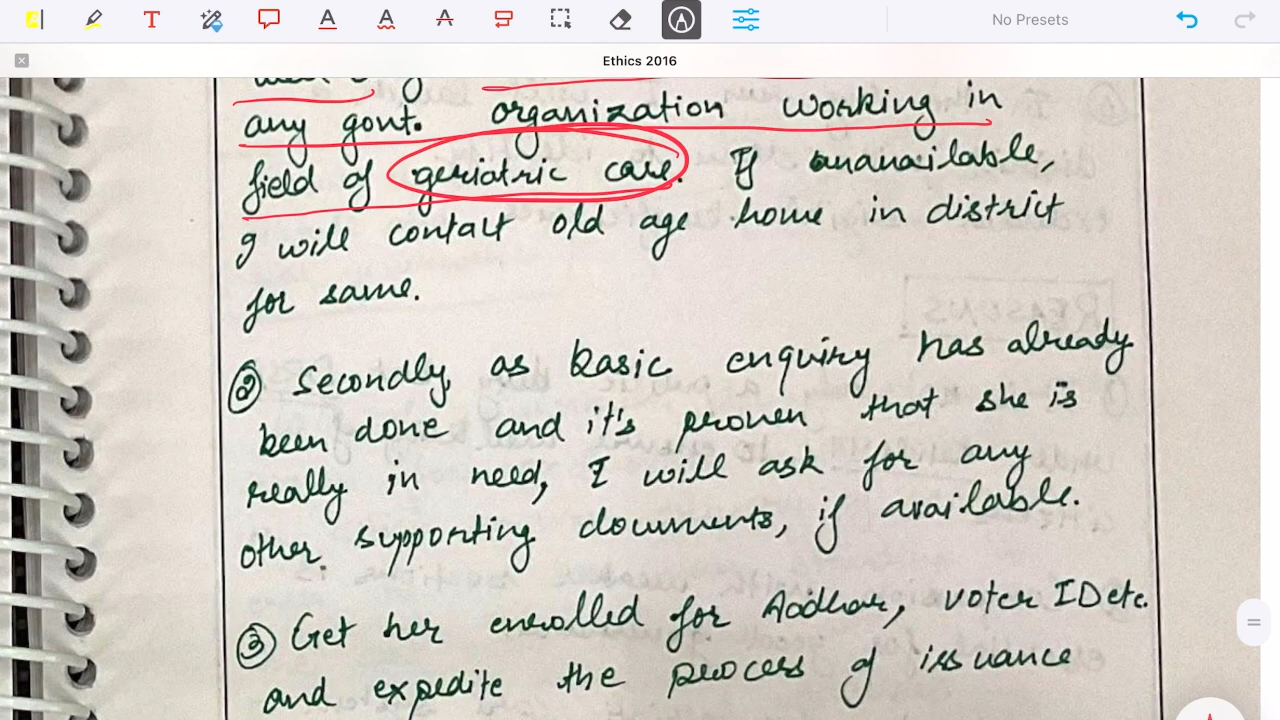 No Presets
Ethics 2016
any govt. organization working in
field of geriatric care. If unavailable,
I will contact old age home in district
for same.
② Secondly, as basic enquiry has already
been done and it's proven that she is
really in need, I will ask for any
other supporting documents, if available.
③ Get her enrolled for Aadhar, voter ID etc.
and expedite the process of issuance